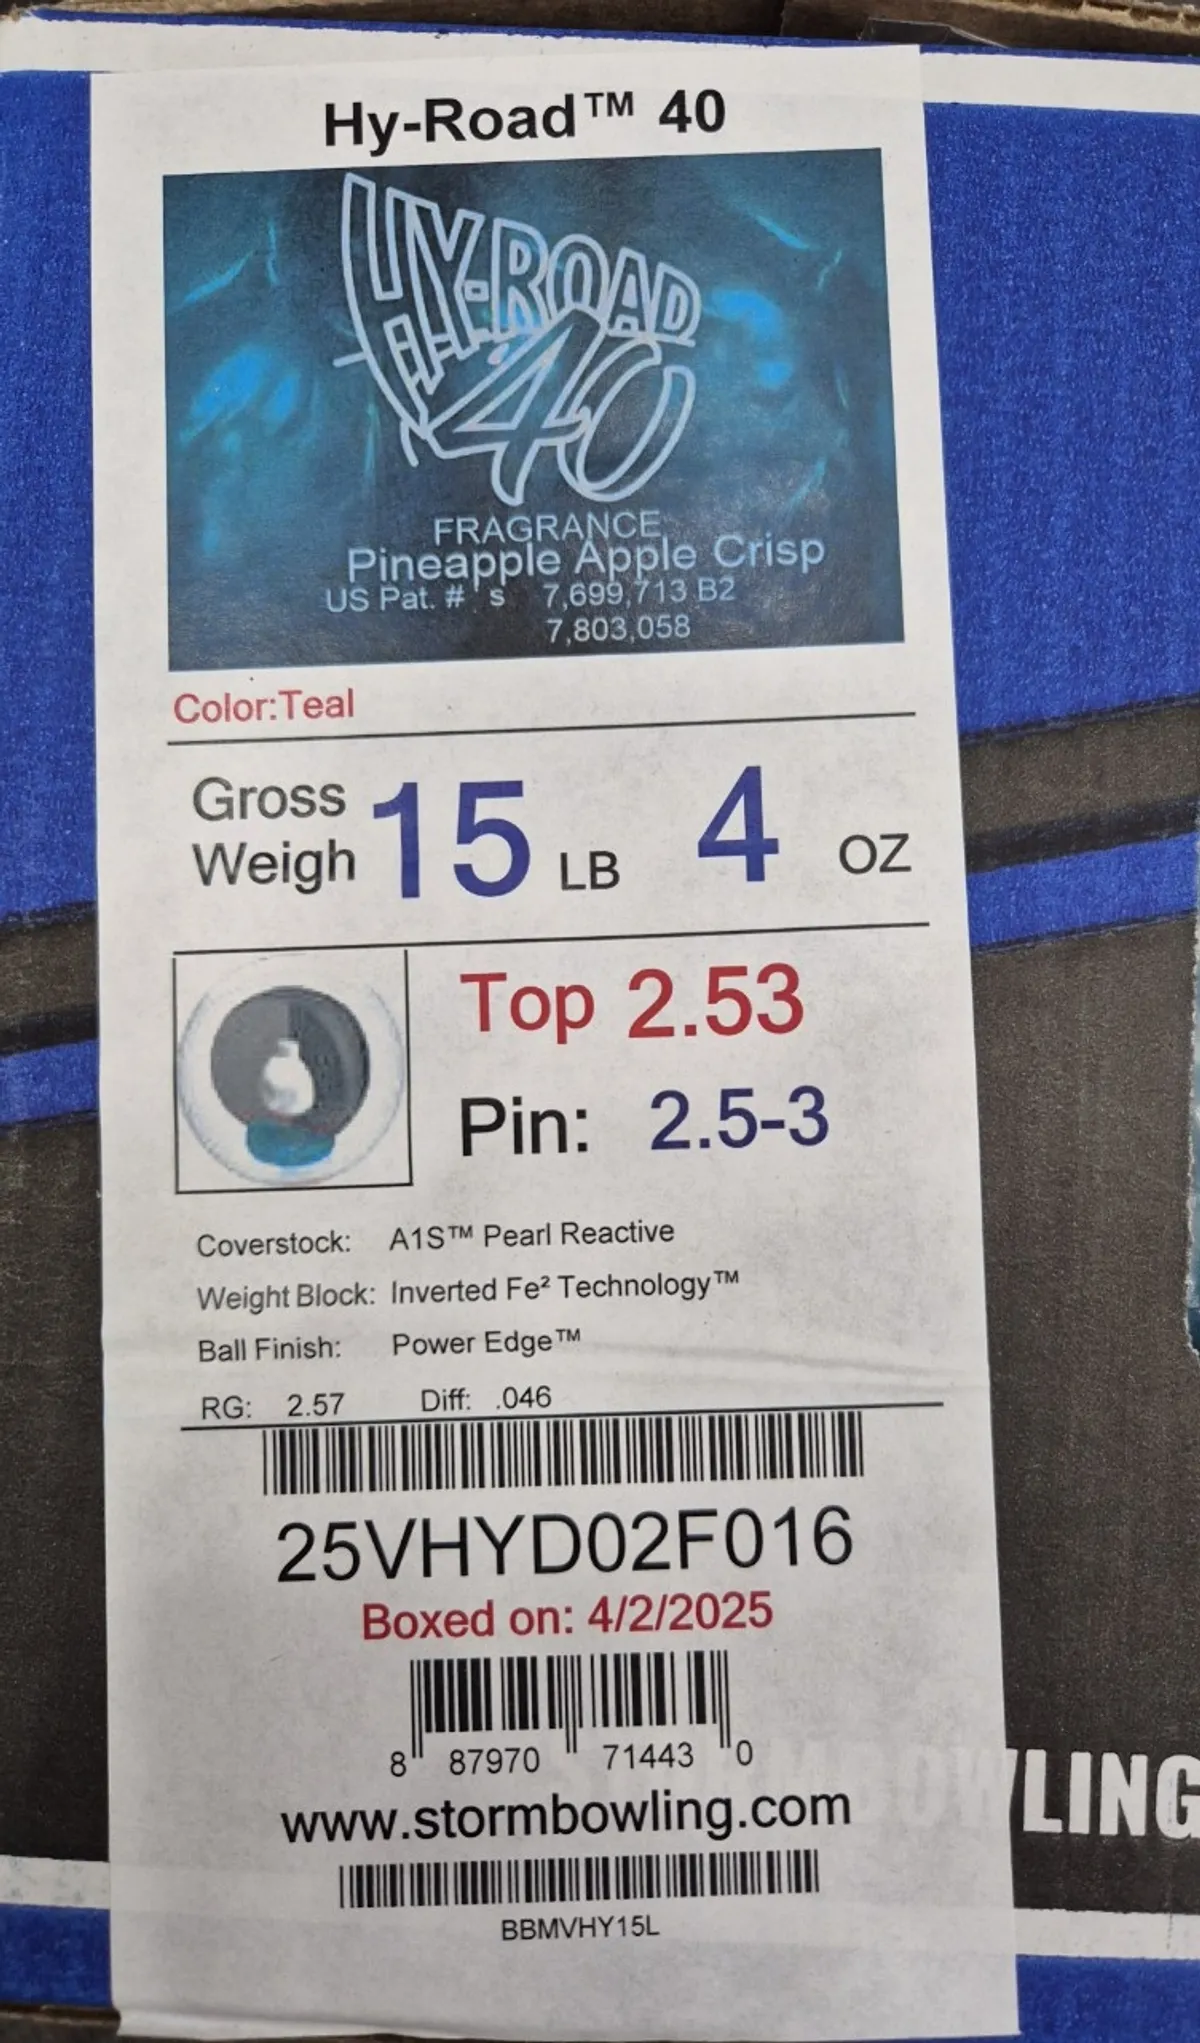 Hy-Road™ 40
HY-ROAD
40
FRAGRANCE
Pineapple Apple Crisp
US Pat. # 's 7,699,713 B2
7,803,058
Color:Teal
Gross
Weigh 15 LB 4 OZ
Top 2.53
Pin: 2.5-3
Coverstock: A1S™ Pearl Reactive
Weight Block: Inverted Fe² Technology™
Ball Finish: Power Edge™
RG: 2.57 Diff: .046
25VHYD02F016
Boxed on: 4/2/2025
8 87970 71443 0
www.stormbowling.com
BBMVHY15L
STORMBOWLING